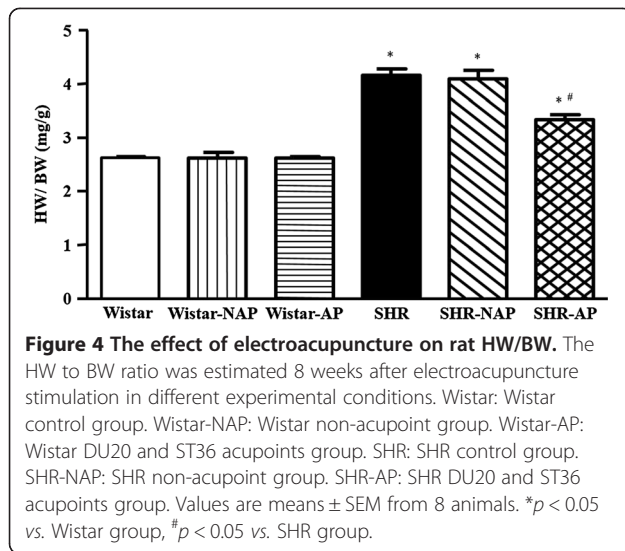 5
* *
4
* #
3
HW/ BW (mg/g)
2
1
0
Wistar Wistar-NAP Wistar-AP SHR SHR-NAP SHR-AP
Figure 4 The effect of electroacupuncture on rat HW/BW. The
HW to BW ratio was estimated 8 weeks after electroacupuncture
stimulation in different experimental conditions. Wistar: Wistar
control group. Wistar-NAP: Wistar non-acupoint group. Wistar-AP:
Wistar DU20 and ST36 acupoints group. SHR: SHR control group.
SHR-NAP: SHR non-acupoint group. SHR-AP: SHR DU20 and ST36
acupoints group. Values are means ± SEM from 8 animals. *p < 0.05
vs. Wistar group, #p < 0.05 vs. SHR group.